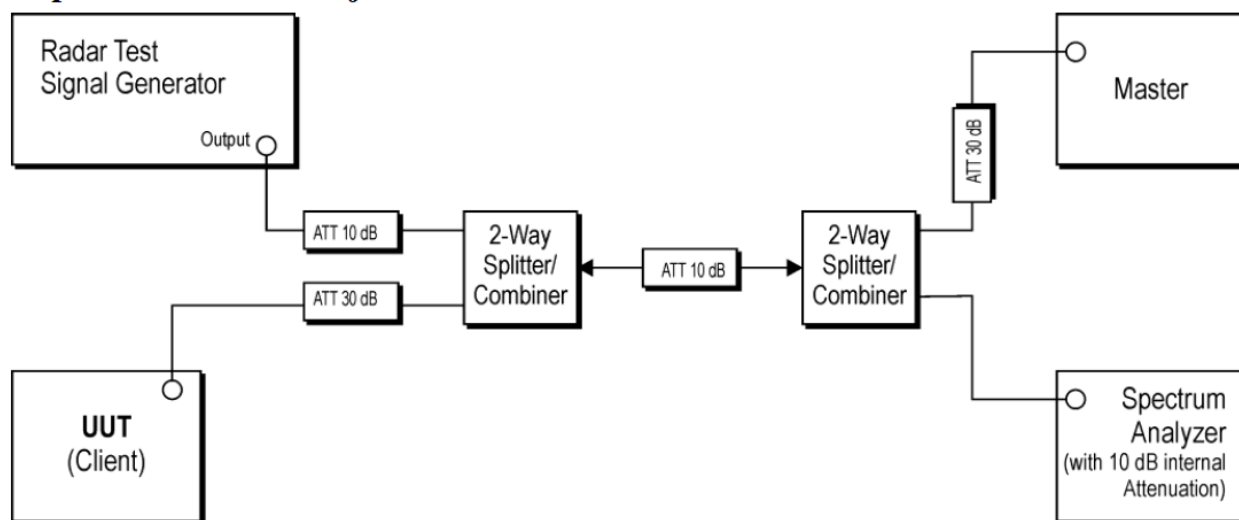 Radar Test
Signal Generator
Output
ATT 10 dB
ATT 30 dB
2-Way
Splitter/
Combiner
ATT 10 dB
2-Way
Splitter/
Combiner
ATT 30 dB
Master
UUT
(Client)
Spectrum
Analyzer
(with 10 dB internal
Attenuation)